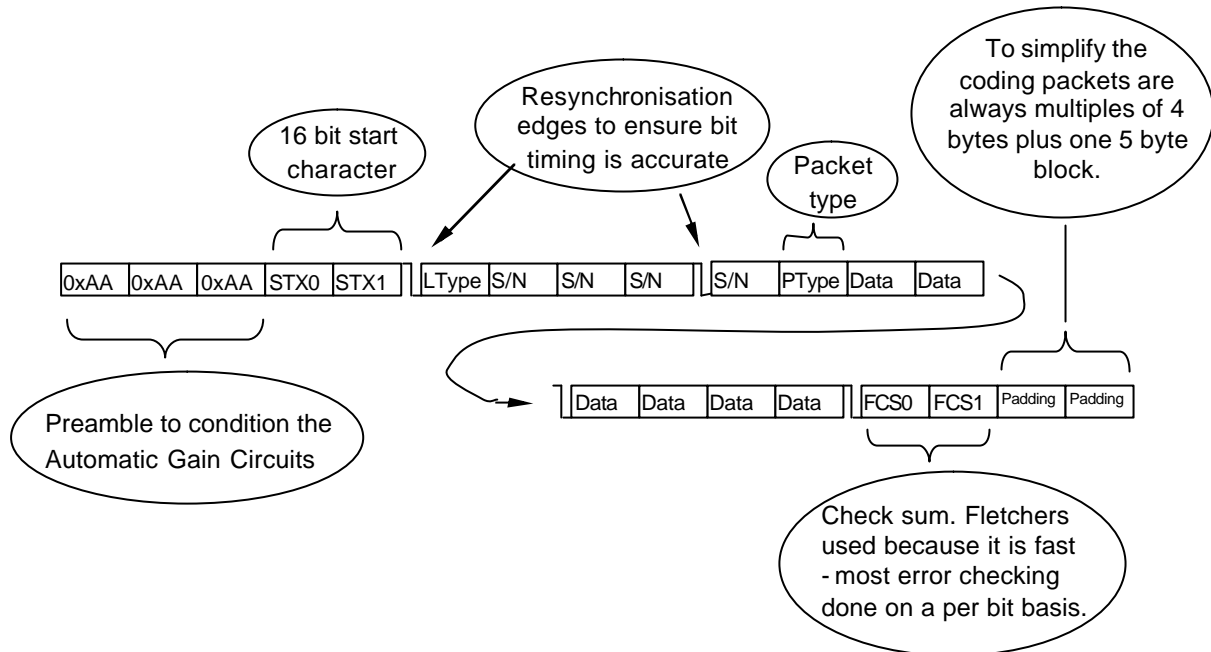 To simplify the
coding packets are
always multiples of 4
bytes plus one 5 byte
block.
Resynchronisation
edges to ensure bit
timing is accurate
16 bit start
character
Packet
type
0xAA 0xAA 0xAA STX0 STX1 LType S/N S/N S/N S/N PType Data Data
Data Data Data Data FCS0 FCS1 Padding Padding
Preamble to condition the
Automatic Gain Circuits
Check sum. Fletchers
used because it is fast
- most error checking
done on a per bit basis.